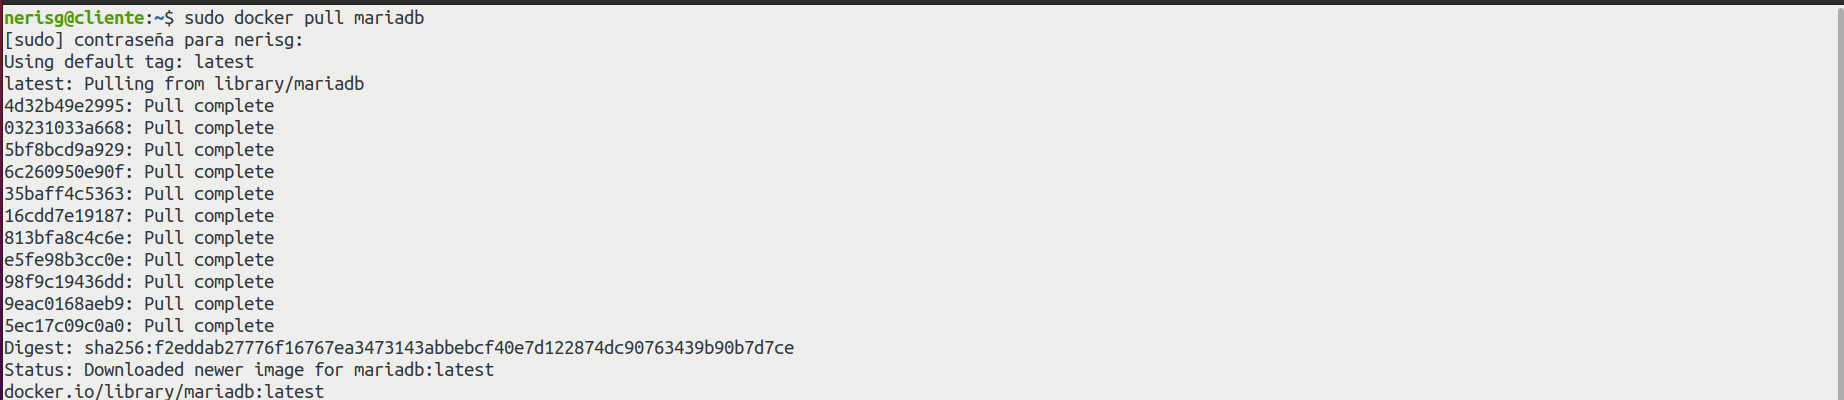 nerisg@cliente:~$ sudo docker pull mariadb
[sudo] contraseña para nerisg:
Using default tag: latest
latest: Pulling from library/mariadb
4d32b49e2995: Pull complete
03231033a668: Pull complete
5bf8bcd9a929: Pull complete
6c260950e90f: Pull complete
35baff4c5363: Pull complete
16cdd7e19187: Pull complete
813bfa8c4c6e: Pull complete
e5fe98b3cc0e: Pull complete
98f9c19436dd: Pull complete
9eac0168aeb9: Pull complete
5ec17c09c0a0: Pull complete
Digest: sha256:f2eddab27776f16767ea3473143abbebcf40e7d122874dc90763439b90b7d7ce
Status: Downloaded newer image for mariadb:latest
docker.io/library/mariadb:latest